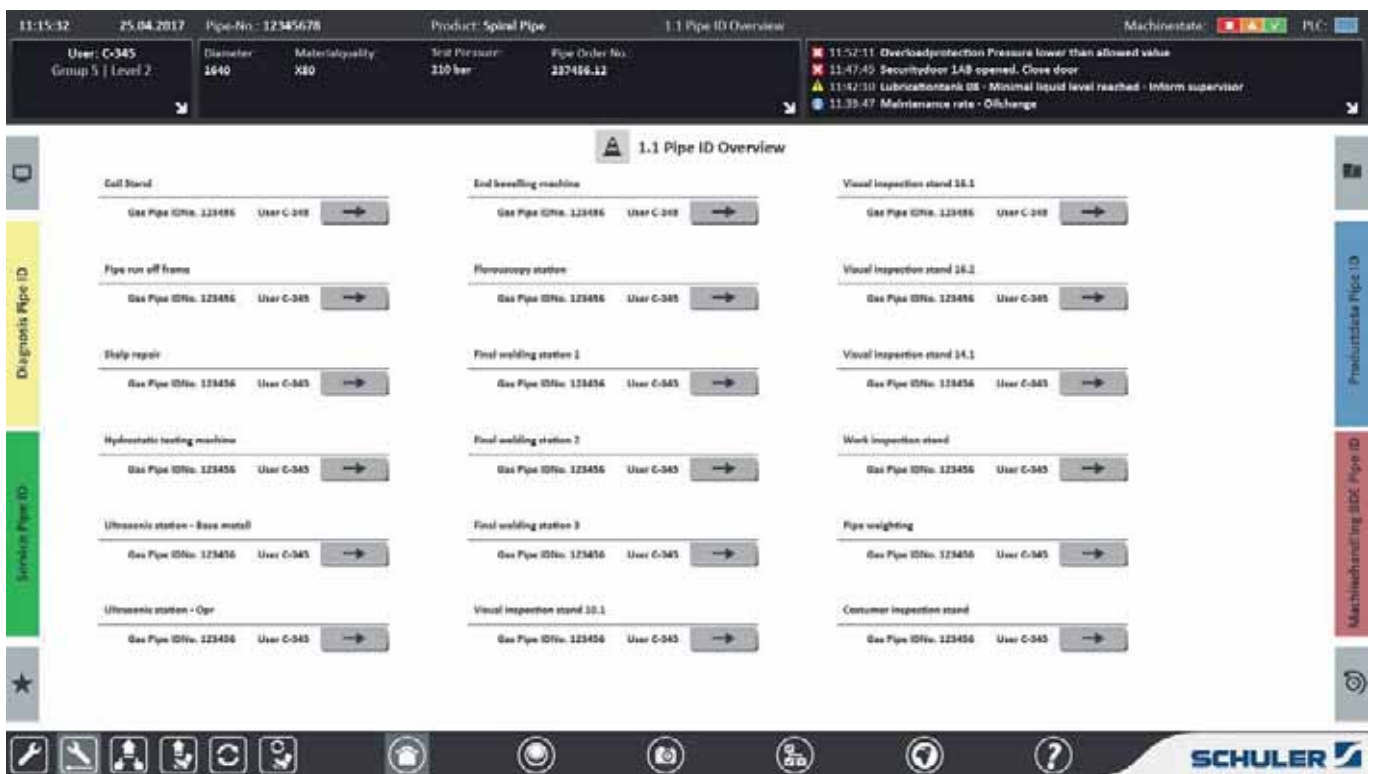 11:15:32 25.04.2017 Pipe-No.: 12345678 Product: Spiral Pipe 1.1 Pipe ID Overview Machinestate: PLC:
User: C-345
Group 5 | Level 2
Diameter: Materialquality: Test Pressure: Pipe Order No.:
1640 X80 210 bar 237456.12
11:52:11 Overloadprotection Pressure lower than allowed value
11:47:45 Securitydoor 1AB opened. Close door
11:42:10 Lubricationtank 08 - Minimal liquid level reached - Inform supervisor
11:39:47 Maintenance rate - Oilchange
1.1 Pipe ID Overview
Diagnosis Pipe ID
Service Pipe ID
Coil Stand
Gas Pipe IDNo. 123456 User C-345
Pipe run off frame
Gas Pipe IDNo. 123456 User C-345
Skelp repair
Gas Pipe IDNo. 123456 User C-345
Hydrostatic testing machine
Gas Pipe IDNo. 123456 User C-345
Ultrasonic station - Base metall
Gas Pipe IDNo. 123456 User C-345
Ultrasonic station - Opr
Gas Pipe IDNo. 123456 User C-345
End bevelling machine
Gas Pipe IDNo. 123456 User C-345
station
Gas Pipe IDNo. 123456 User C-345
Final welding station 1
Gas Pipe IDNo. 123456 User C-345
Final welding station 2
Gas Pipe IDNo. 123456 User C-345
Final welding station 3
Gas Pipe IDNo. 123456 User C-345
Visual inspection stand 10.1
Gas Pipe IDNo. 123456 User C-345
Visual inspection stand 16.1
Gas Pipe IDNo. 123456 User C-345
Visual inspection stand 16.2
Gas Pipe IDNo. 123456 User C-345
Visual inspection stand 14.1
Gas Pipe IDNo. 123456 User C-345
Work inspection stand
Gas Pipe IDNo. 123456 User C-345
Pipe weighting
Gas Pipe IDNo. 123456 User C-345
Costumer inspection stand
Gas Pipe IDNo. 123456 User C-345
Productdata Pipe ID
Machinehandling BDE Pipe ID
SCHULER